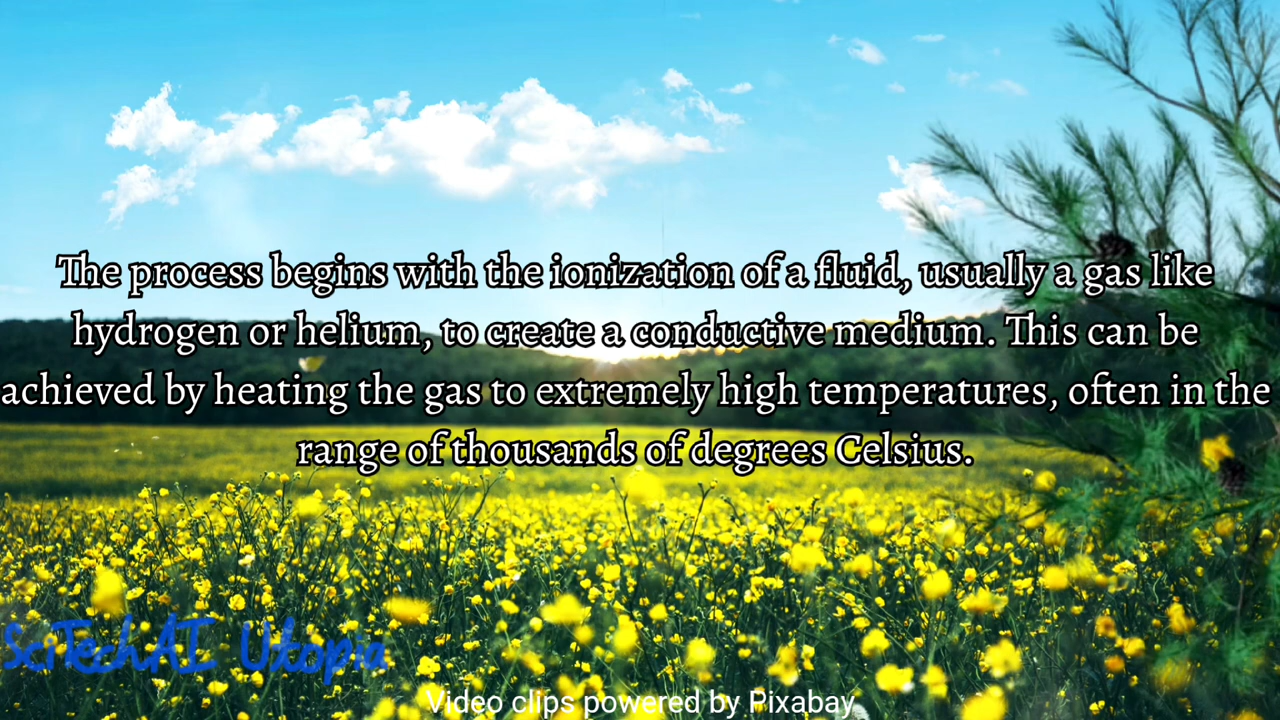 The process begins with the ionization of a fluid, usually a gas like
hydrogen or helium, to create a conductive medium. This can be
achieved by heating the gas to extremely high temperatures, often in the
range of thousands of degrees Celsius.
SciTechAI Utopia
Video clips powered by Pixabay